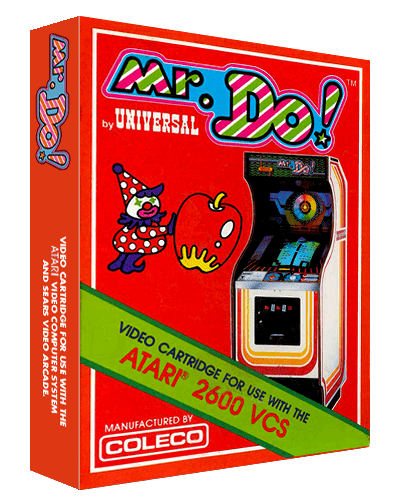 Mr. Do!
VIDEO CARTRIDGE FOR USE WITH THE
ATARI VIDEO COMPUTER SYSTEM
AND SEARS VIDEO ARCADE.
Mr. Do!
TM
by UNIVERSAL
Mr. Do!
VIDEO CARTRIDGE FOR USE WITH THE
ATARI® 2600 VCS
MANUFACTURED BY
COLECO